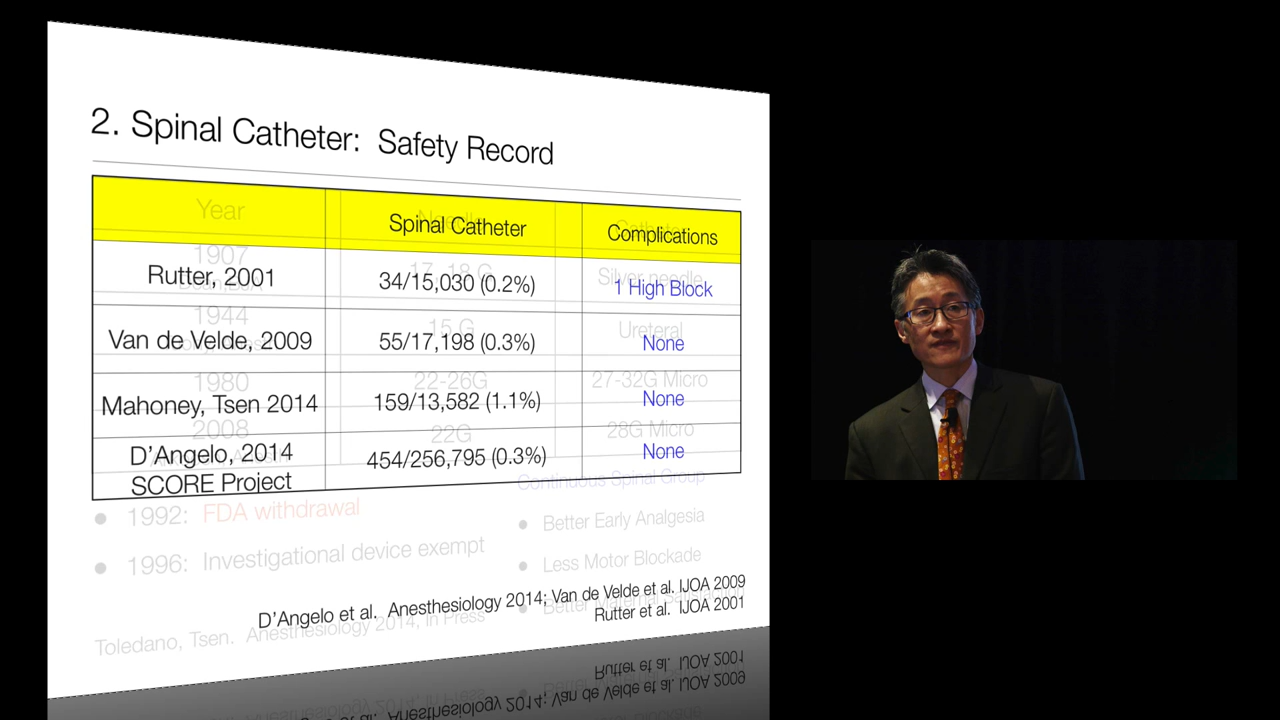 2. Spinal Catheter: Safety Record
Year
Spinal Catheter
Complications
1907
Rutter, 2001
34/15,030 (0.2%)
17-18 G
Silver needle
1 High Block
1944
Van de Velde, 2009
15 G
55/17,198 (0.3%)
Ureteral
None
1980
Mahoney, Tsen 2014
22-26G
159/13,582 (1.1%)
27-32G Micro
None
2008
D'Angelo, 2014
SCORE Project
22G
454/256,795 (0.3%)
28G Micro
None
Continuous Spinal Group
• 1992: FDA withdrawal
• Better Early Analgesia
• 1996: Investigational device exempt
• Less Motor Blockade
D'Angelo et al. Anesthesiology 2014; Van de Velde et al. IJOA 2009
Rutter et al. IJOA 2001
Toledano, Tsen. Anesthesiology 2014, In Press